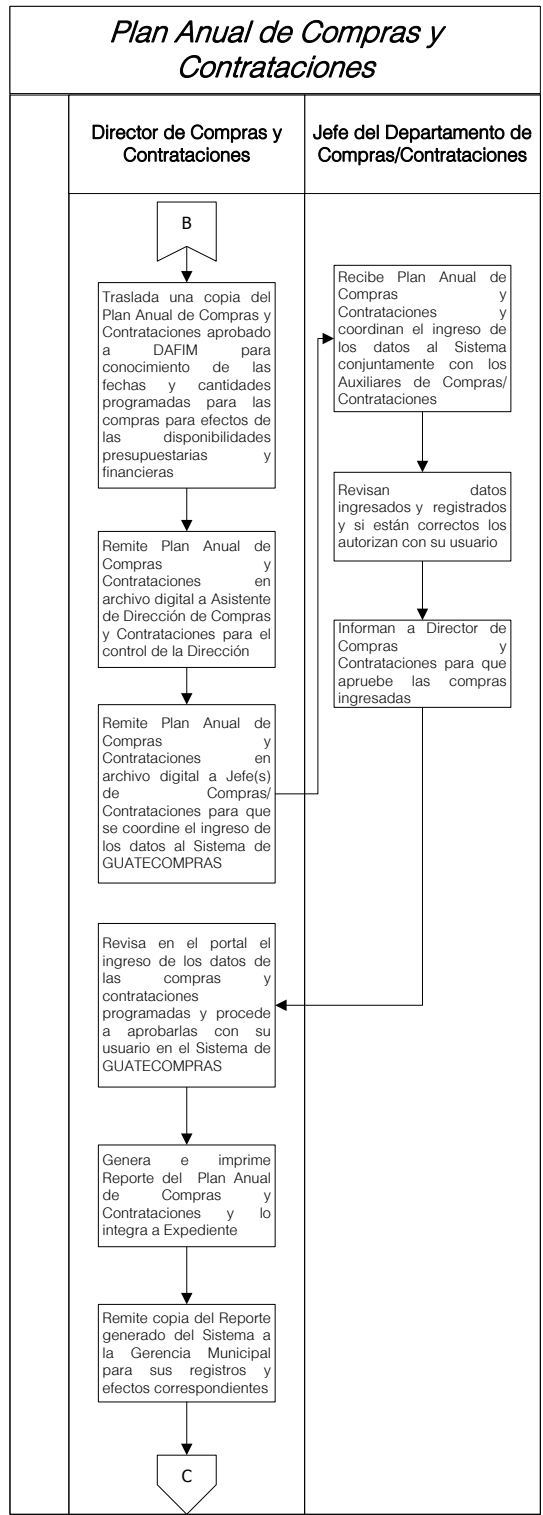 Plan Anual de Compras y
Contrataciones
Director de Compras y
Contrataciones
Jefe del Departamento de
Compras/Contrataciones
B
Traslada una copia del
Plan Anual de Compras y
Contrataciones aprobado
a DAFIM para
conocimiento de las
fechas y cantidades
programadas para las
compras para efectos de
las disponibilidades
presupuestarias y
financieras
Remite Plan Anual de
Compras y
Contrataciones en
archivo digital a Asistente
de Dirección de Compras
y Contrataciones para el
control de la Dirección
Remite Plan Anual de
Compras y
Contrataciones en
archivo digital a Jefe(s)
de Compras/
Contrataciones para que
se coordine el ingreso de
los datos al Sistema de
GUATECOMPRAS
Recibe Plan Anual de
Compras y
Contrataciones y
coordinan el ingreso de
los datos al Sistema
conjuntamente con los
Auxiliares de Compras/
Contrataciones
Revisan datos
ingresados y registrados
y si están correctos los
autorizan con su usuario
Informan a Director de
Compras y
Contrataciones para que
apruebe las compras
ingresadas
Revisa en el portal el
ingreso de los datos de
las compras y
contrataciones
programadas y procede
a aprobarlas con su
usuario en el Sistema de
GUATECOMPRAS
Genera e imprime
Reporte del Plan Anual
de Compras y
Contrataciones y lo
integra a Expediente
Remite copia del Reporte
generado del Sistema a
la Gerencia Municipal
para sus registros y
efectos correspondientes
C